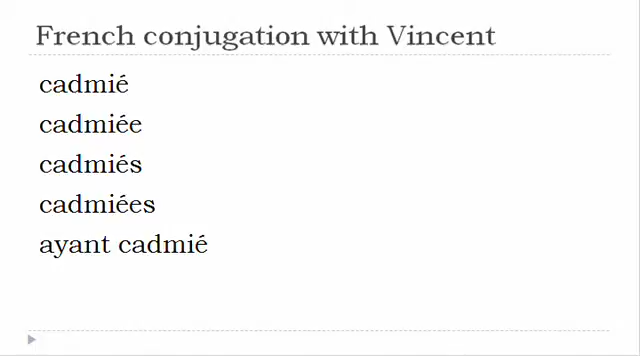 French conjugation with Vincent
cadmié
cadmiée
cadmiés
cadmiées
ayant cadmié